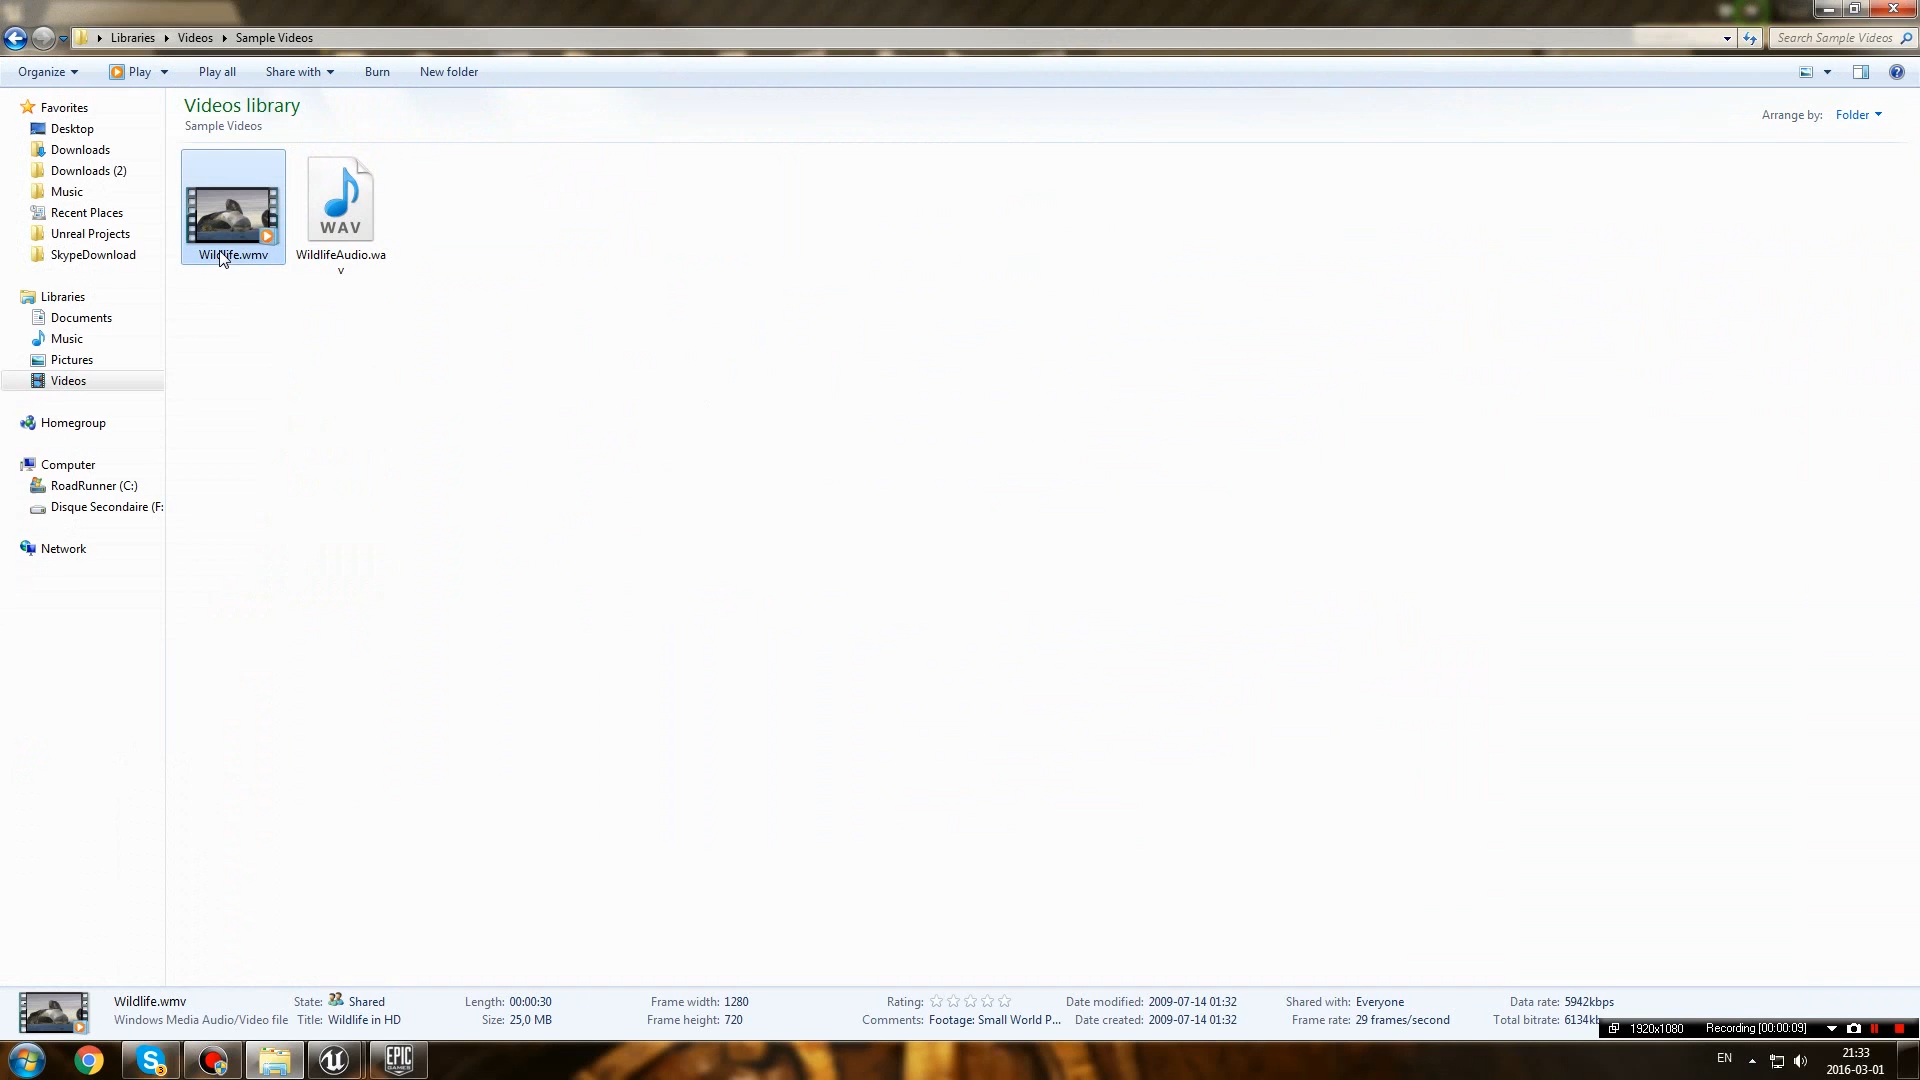 Libraries Videos Sample Videos
Search Sample Videos
Organize Play Play all Share with Burn New folder
Favorites
Desktop
Downloads
Downloads (2)
Music
Recent Places
Unreal Projects
SkypeDownload
Libraries
Documents
Music
Pictures
Videos
Homegroup
Computer
RoadRunner (C:)
Disque Secondaire (F:
Network
Videos library
Sample Videos
Arrange by: Folder
WAV
Wildlife.wmv
WildlifeAudio.wa
v
Wildlife.wmv State: Shared Length: 00:00:30 Frame width: 1280 Rating: Date modified: 2009-07-14 01:32 Shared with: Everyone Data rate: 5942kbps
Windows Media Audio/Video file Title: Wildlife in HD Size: 25,0 MB Frame height: 720 Comments: Footage: Small World P... Date created: 2009-07-14 01:32 Frame rate: 29 frames/second Total bitrate: 6134kb
1920x1080 Recording [00:00:09]
S 3
EPIC
GAMES
EN
21:33
2016-03-01